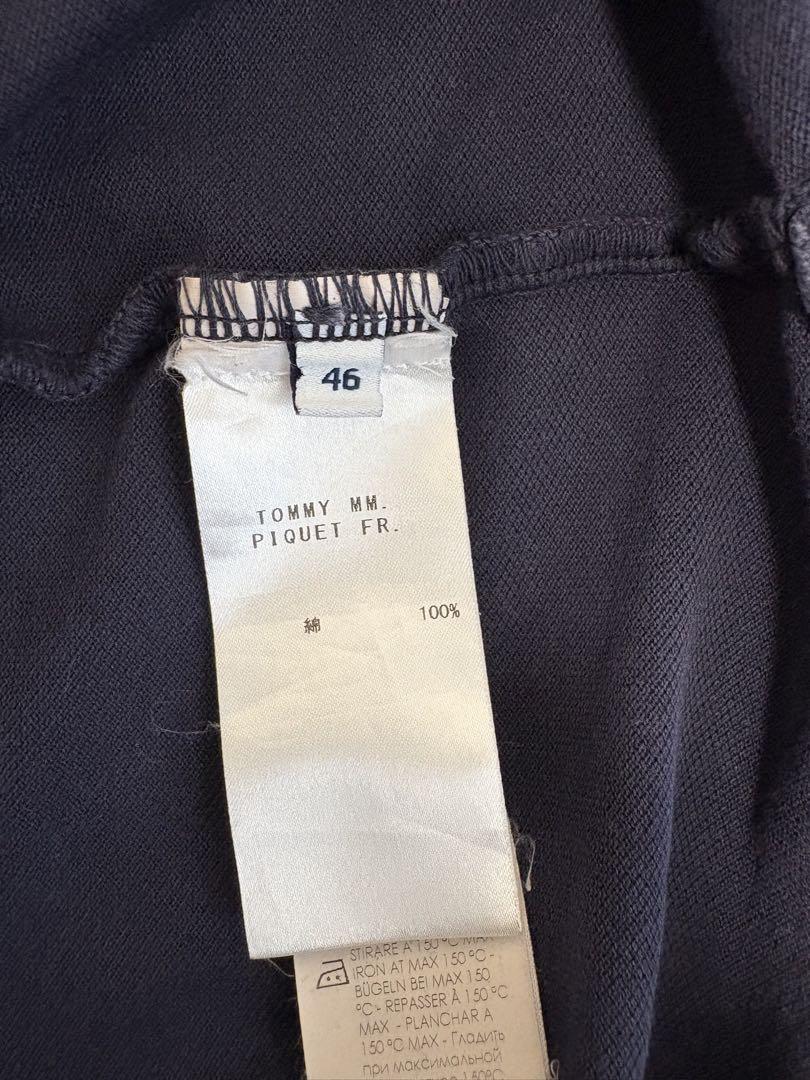 46
TOMMY MM.
PIQUET FR.
綿 100%
STIRARE A 150 °C MAX
IRON AT MAX 150 °C -
BÜGELN BEI MAX 150
°C - REPASSER À 150 °C
MAX - PLANCHAR A
150 °C MAX - Гладить
при максимальной
150°C